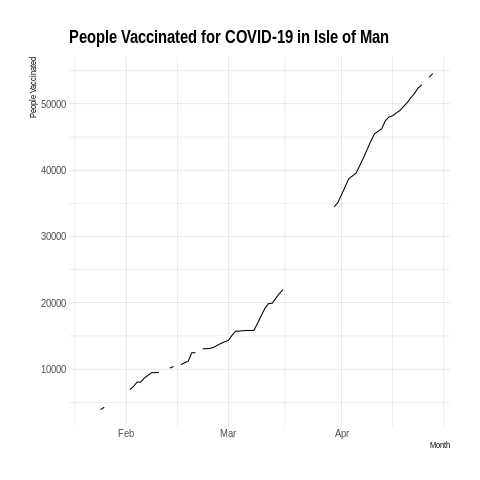 People Vaccinated for COVID-19 in Isle of Man
People Vaccinated
50000
40000
30000
20000
10000
Feb Mar Apr
Month